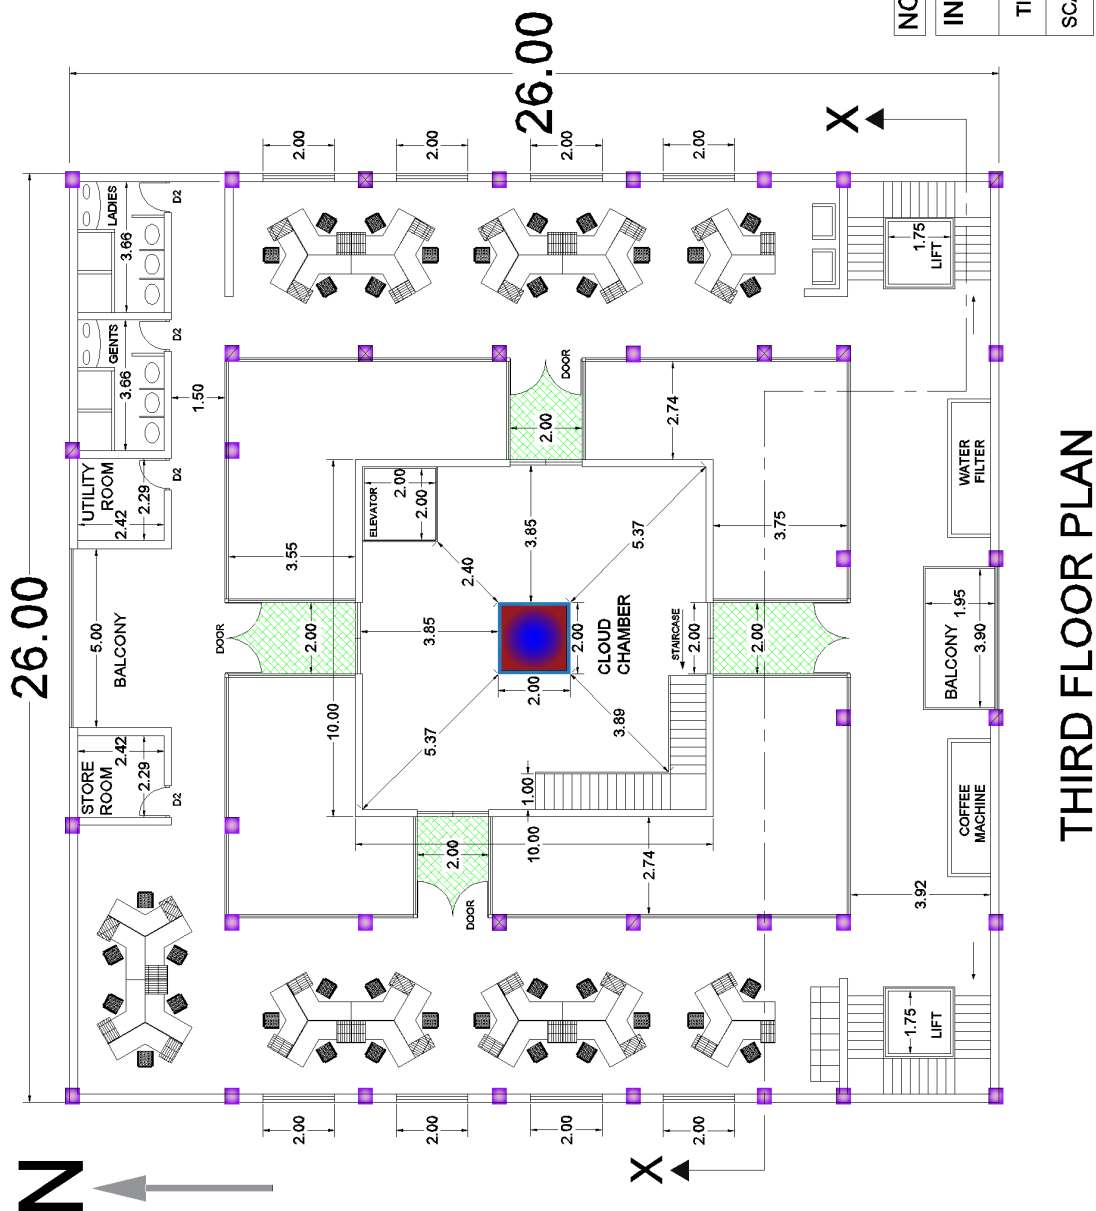 26.00
26.00
N
NO
IN
TI
SCA
X
X
2.00
2.00
2.00
2.00
STORE
ROOM
2.42
2.29
D2
5.00
BALCONY
UTILITY
ROOM
2.42
2.29
D2
GENTS
3.66
D2
LADIES
3.66
D2
1.50
DOOR
2.00
3.55
10.00
10.00
ELEVATOR
2.00
2.00
2.40
3.85
3.85
5.37
5.37
2.00
2.00
CLOUD
CHAMBER
3.89
1.00
STAIRCASE
2.00
2.00
2.00
DOOR
2.00
DOOR
2.74
2.74
3.75
3.92
2.00
2.00
2.00
2.00
1.75
LIFT
COFFEE
MACHINE
BALCONY
1.95
3.90
WATER
FILTER
1.75
LIFT
THIRD FLOOR PLAN